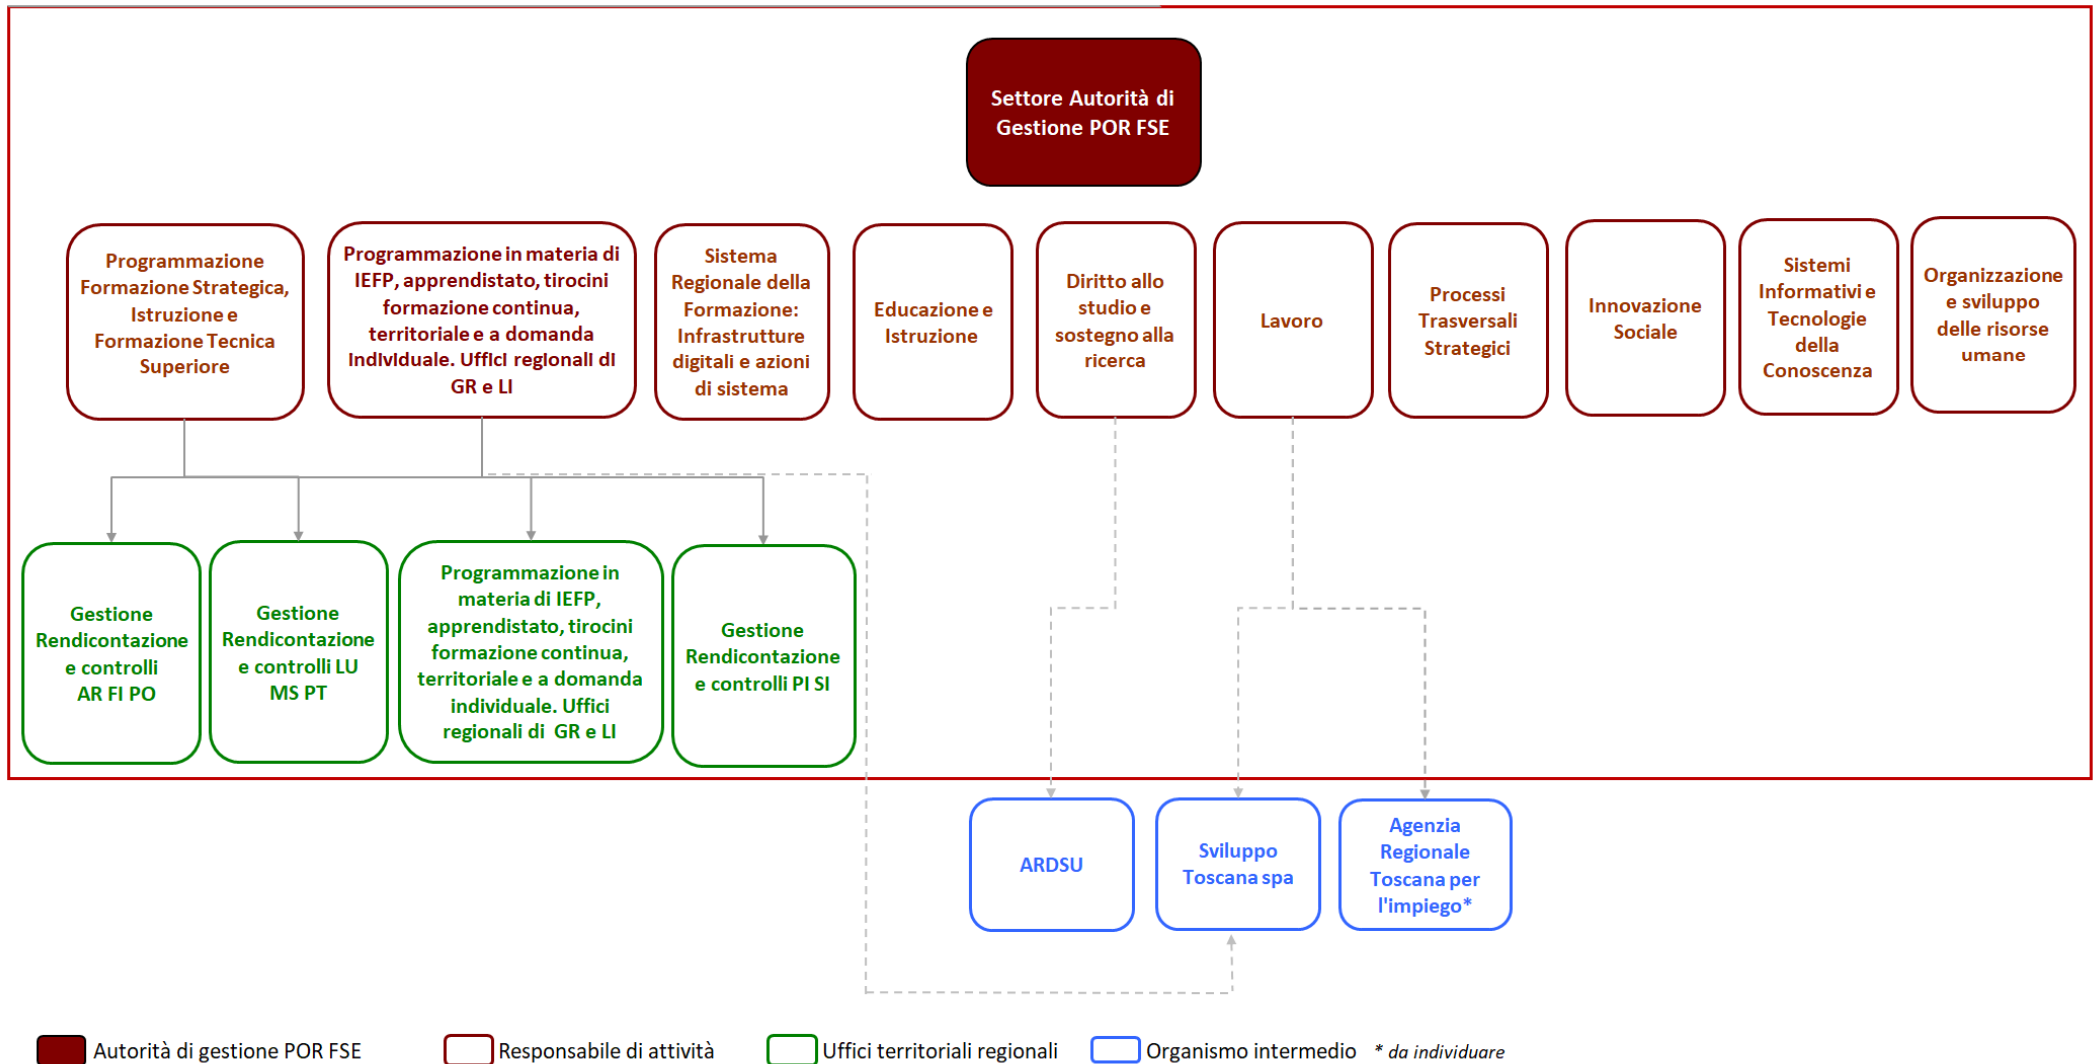 Settore Autorità di
Gestione POR FSE
Programmazione
Formazione Strategica,
Istruzione e
Formazione Tecnica
Superiore
Programmazione in materia di
IEFP, apprendistato, tirocini
formazione continua,
territoriale e a domanda
individuale. Uffici regionali di
GR e LI
Sistema
Regionale della
Formazione:
Infrastrutture
digitali e azioni
di sistema
Educazione e
Istruzione
Diritto allo
studio e
sostegno alla
ricerca
Lavoro
Processi
Trasversali
Strategici
Innovazione
Sociale
Sistemi
Informativi e
Tecnologie
della
Conoscenza
Organizzazione
e sviluppo
delle risorse
umane
Gestione
Rendicontazione
e controlli
AR FI PO
Gestione
Rendicontazione
e controlli LU
MS PT
Programmazione in
materia di IEFP,
apprendistato, tirocini
formazione continua,
territoriale e a domanda
individuale. Uffici
regionali di GR e LI
Gestione
Rendicontazione
e controlli PI SI
ARDSU
Sviluppo
Toscana spa
Agenzia
Regionale
Toscana per
l'impiego*
Autorità di gestione POR FSE
Responsabile di attività
Uffici territoriali regionali
Organismo intermedio * da individuare